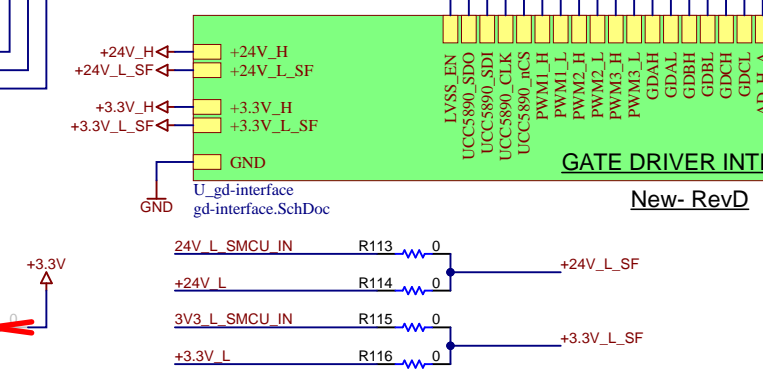 +24V_H
+24V_H
+24V_L_SF
+24V_L_SF
+3.3V_H
+3.3V_H
+3.3V_L_SF
+3.3V_L_SF
GND
GND
LVSS_EN
UCC5890_SDO
UCC5890_SDI
UCC5890_CLK
UCC5890_nCS
PWM1_H
PWM1_L
PWM2_H
PWM2_L
PWM3_H
PWM3_L
GDAH
GDAL
GDBH
GDBL
GDCH
GDCL
GATE DRIVER INT
U_gd-interface
gd-interface.SchDoc
New- RevD
+3.3V
0
24V_L_SMCU_IN R113 0
+24V_L_SF
+24V_L R114 0
3V3_L_SMCU_IN R115 0
+3.3V_L_SF
+3.3V_L R116 0